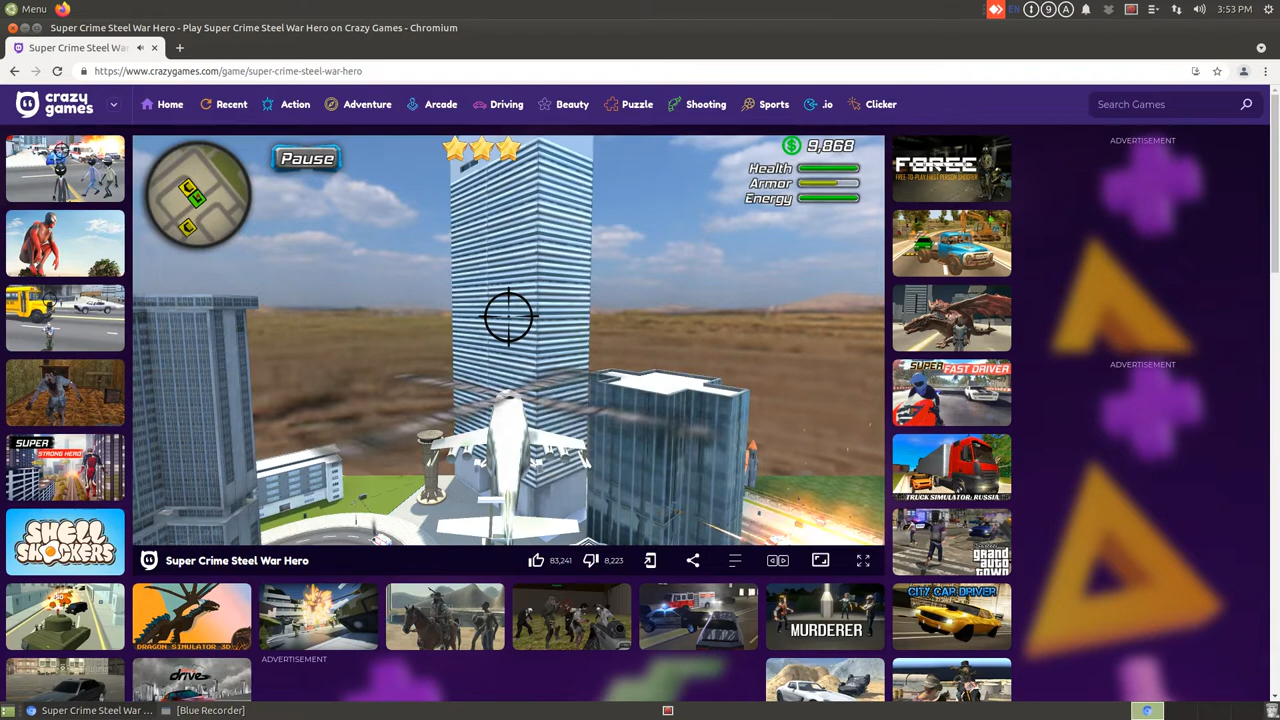 Menu
EN
3:53 PM
Super Crime Steel War Hero - Play Super Crime Steel War Hero on Crazy Games - Chromium
Super Crime Steel War
https://www.crazygames.com/game/super-crime-steel-war-hero
crazy games
Home
Recent
Action
Adventure
Arcade
Driving
Beauty
Puzzle
Shooting
Sports
.io
Clicker
Search Games
Pause
9,868
Health
Armor
Energy
ADVERTISEMENT
ADVERTISEMENT
FREE-TO-PLAY FIRST PERSON SHOOTER
SUPER
FAST DRIVER
SUPER
STRONG HERO
TRUCK SIMULATOR: RUSSIA
SHELL SHOCKERS
GRAND AUTO TOWN
Super Crime Steel War Hero
83,241
8,223
DRAGON SIMULATOR 3D
MURDERER
CITY CAR DRIVER
ADVERTISEMENT
drive
Super Crime Steel War ...
[Blue Recorder]